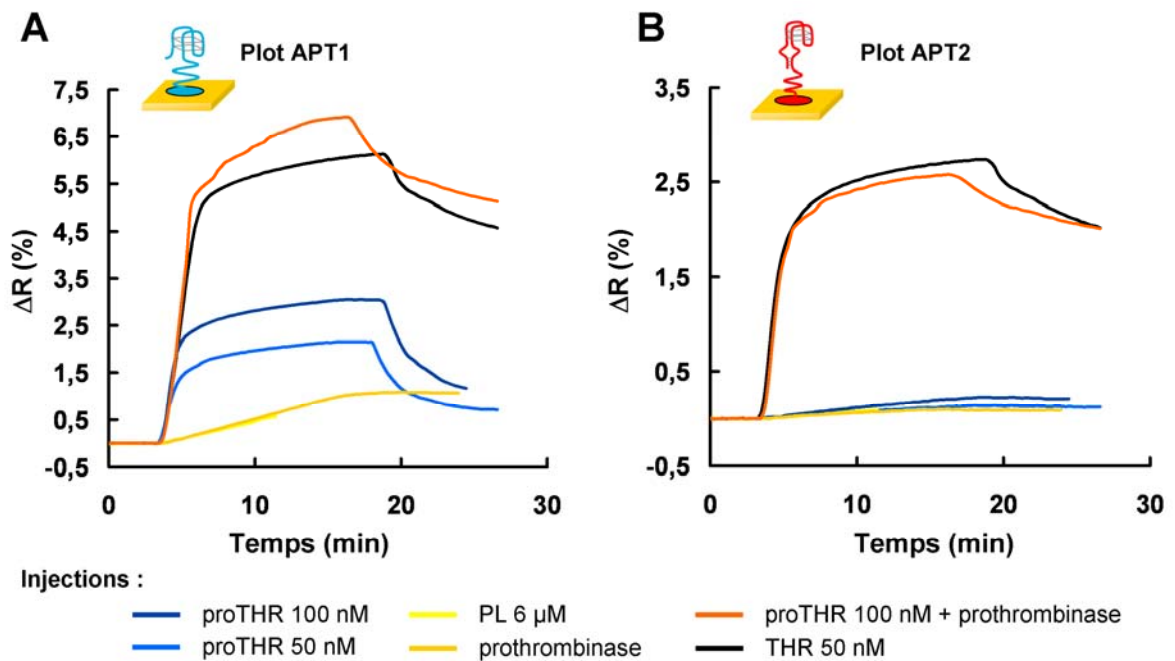 A
Plot APT1
B
Plot APT2
7,5
6,5
5,5
4,5
3,5
2,5
1,5
0,5
-0,5
ΔR (%)
0
10
20
30
Temps (min)
3,5
2,5
1,5
0,5
-0,5
ΔR (%)
0
10
20
30
Temps (min)
Injections :
proTHR 100 nM
PL 6 µM
proTHR 100 nM + prothrombinase
proTHR 50 nM
prothrombinase
THR 50 nM